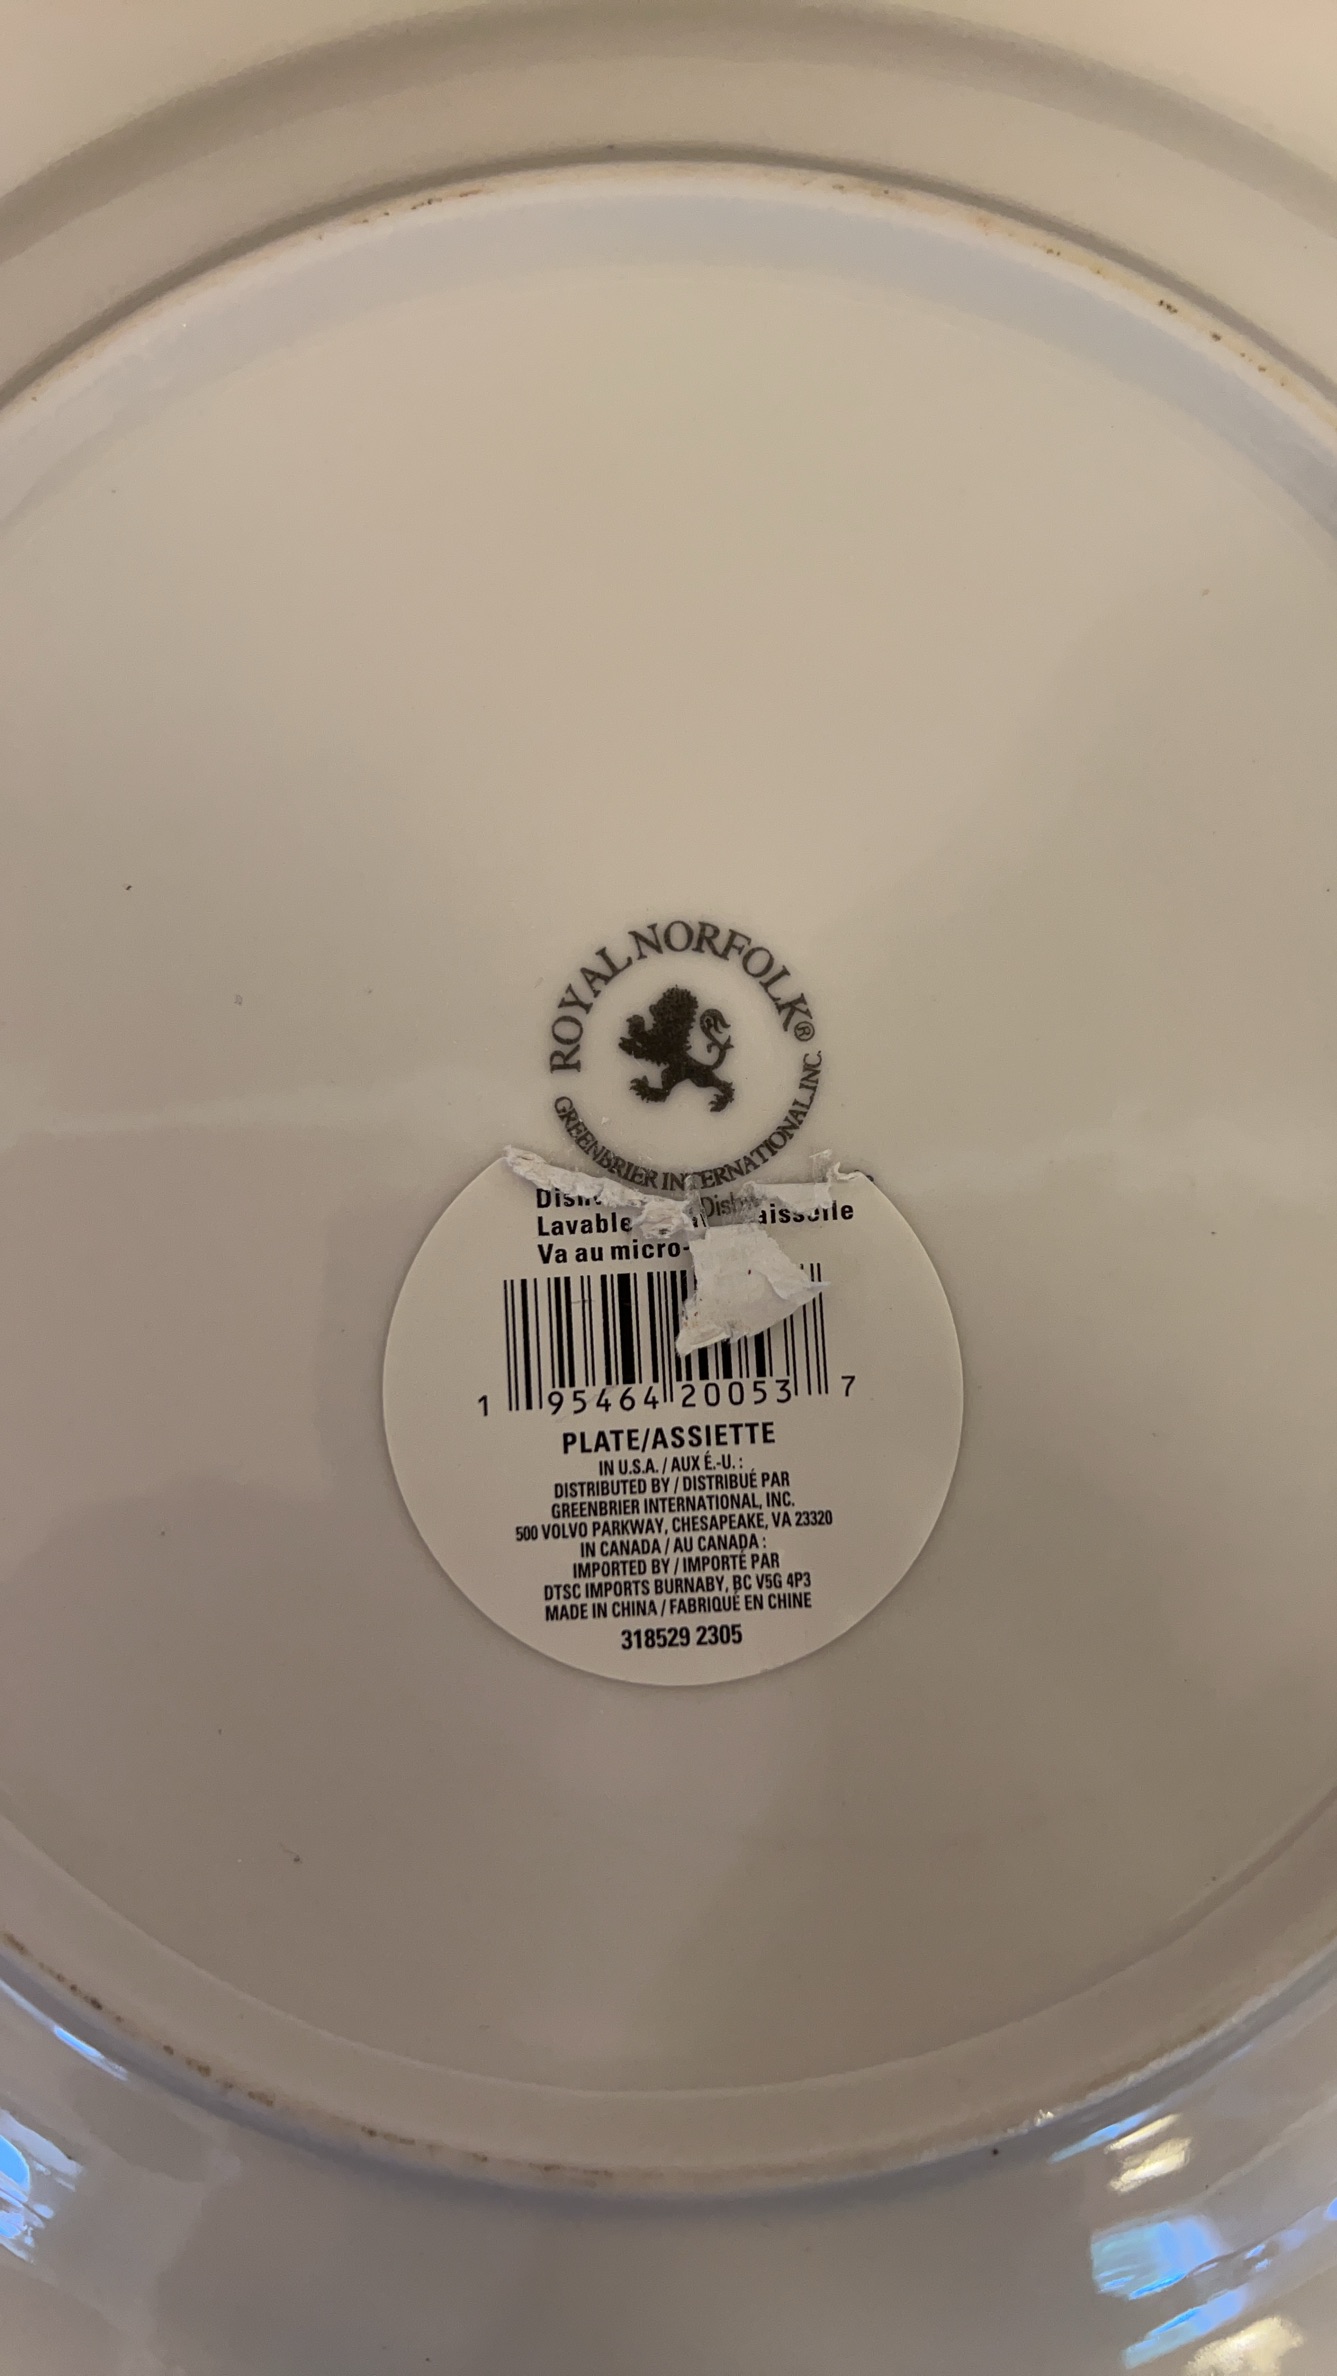 ROYAL NORFOLK®
GREENBRIER INTERNATIONAL, INC.
Lavable
Va au micro-
1 95464 20053 7
PLATE/ASSIETTE
IN U.S.A. / AUX É.-U. :
DISTRIBUTED BY / DISTRIBUÉ PAR
GREENBRIER INTERNATIONAL, INC.
500 VOLVO PARKWAY, CHESAPEAKE, VA 23320
IN CANADA / AU CANADA :
IMPORTED BY / IMPORTÉ PAR
DTSC IMPORTS BURNABY, BC V5G 4P3
MADE IN CHINA / FABRIQUÉ EN CHINE
318529 2305